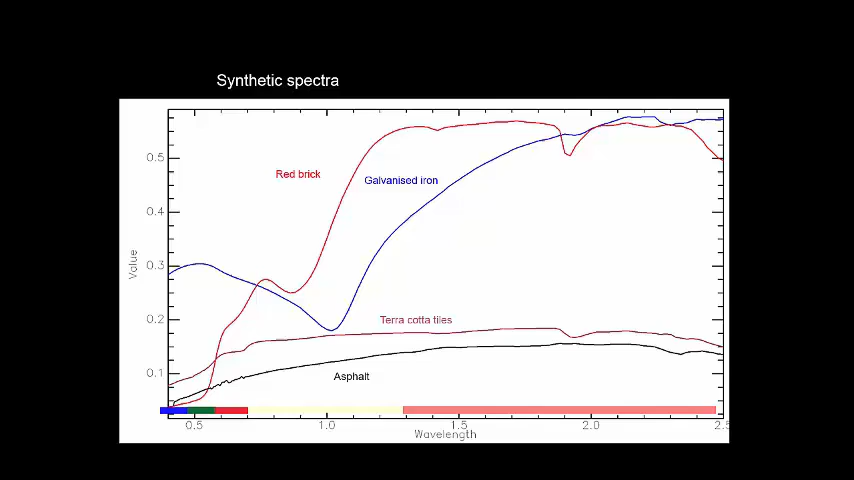 Synthetic spectra
Red brick
Galvanised iron
Terra cotta tiles
Asphalt
Value
0.5
0.4
0.3
0.2
0.1
0.5 1.0 1.5 2.0 2.5
Wavelength